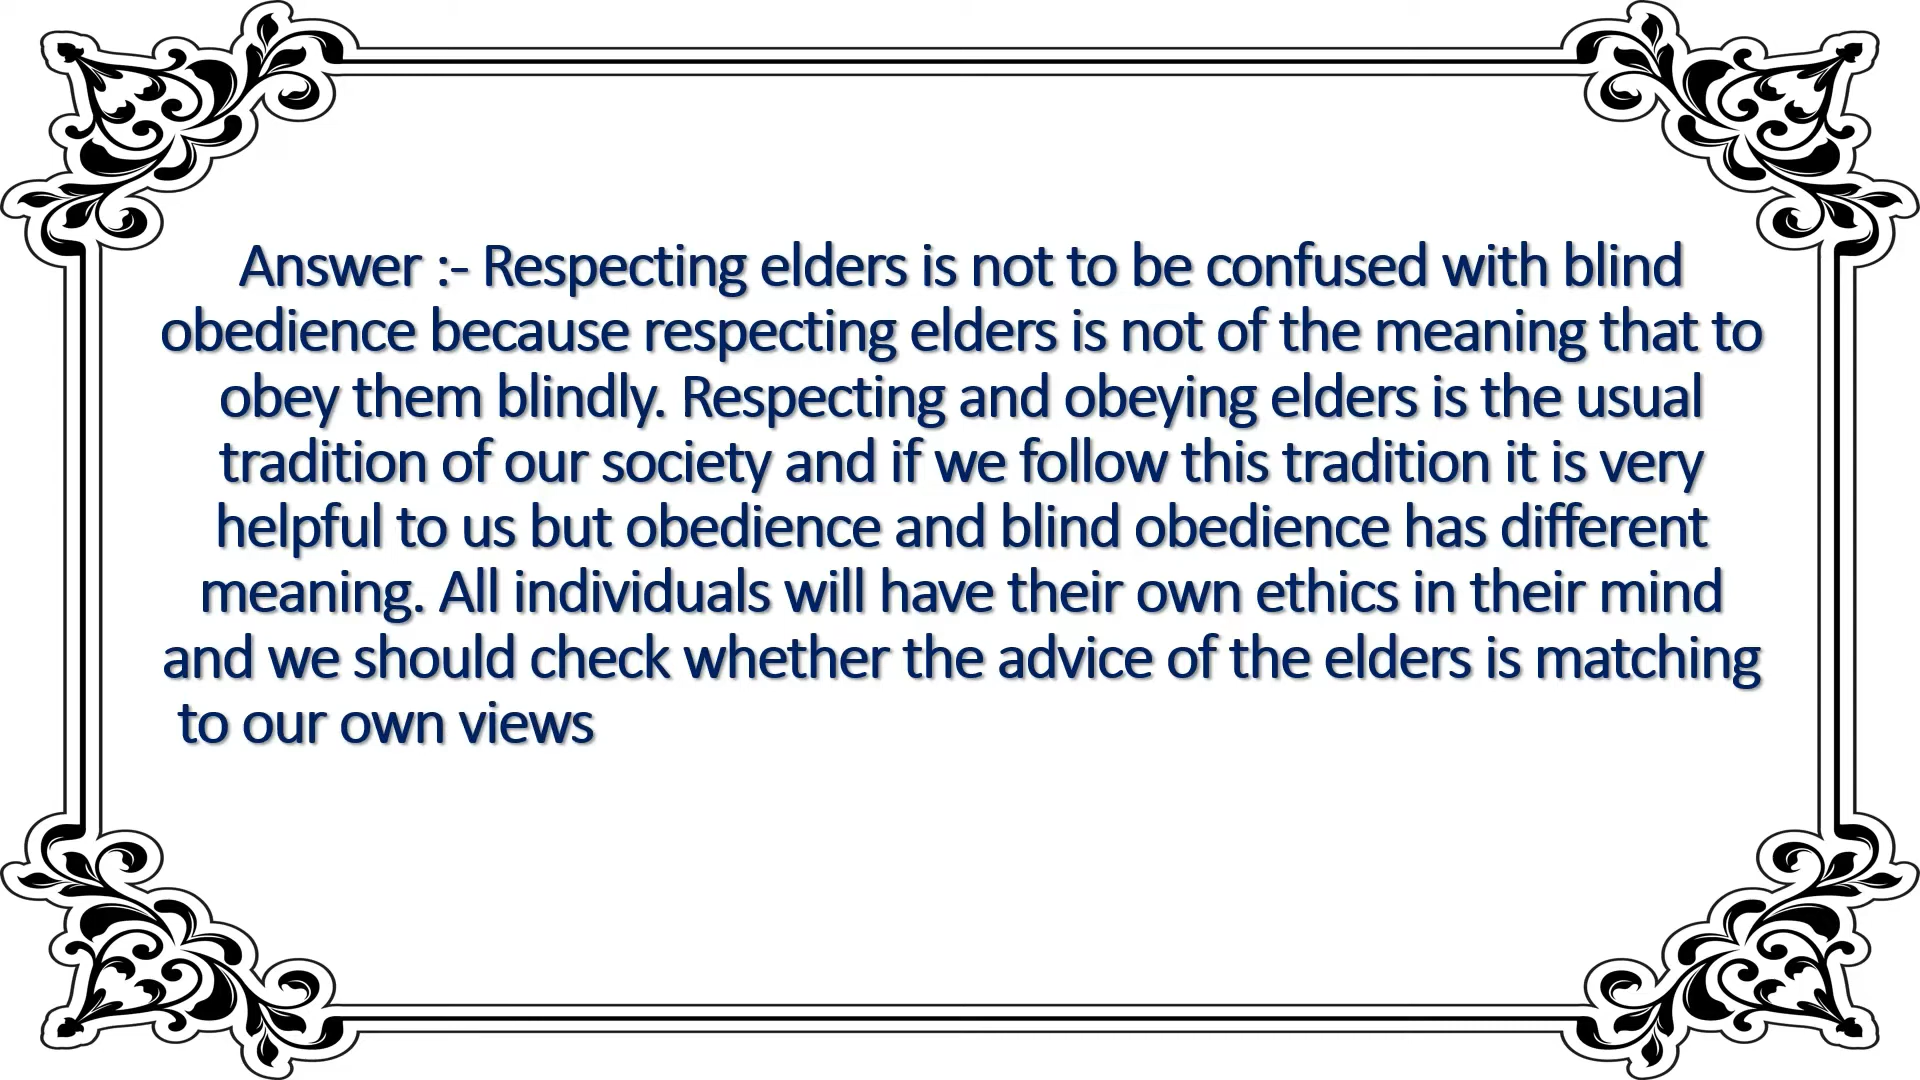 Answer :- Respecting elders is not to be confused with blind
obedience because respecting elders is not of the meaning that to
obey them blindly. Respecting and obeying elders is the usual
tradition of our society and if we follow this tradition it is very
helpful to us but obedience and blind obedience has different
meaning. All individuals will have their own ethics in their mind
and we should check whether the advice of the elders is matching
to our own views